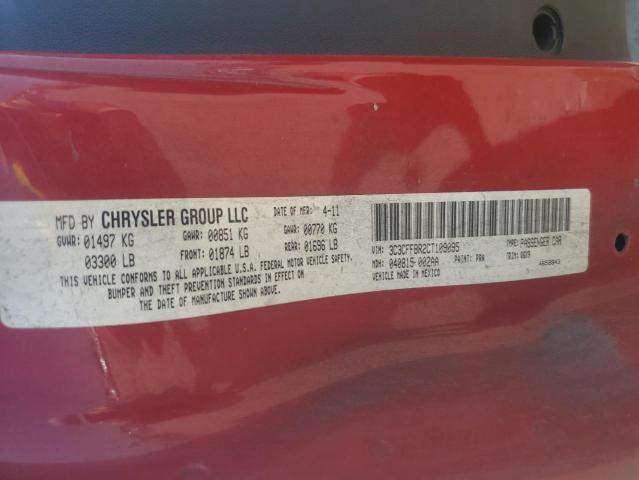 MFD BY CHRYSLER GROUP LLC DATE OF MFR: 4-11
GVWR: 01497 KG GAWR: 00851 KG GAWR: 00770 KG
03300 LB FRONT: 01874 LB REAR: 01696 LB
THIS VEHICLE CONFORMS TO ALL APPLICABLE U.S.A. FEDERAL MOTOR VEHICLE SAFETY,
BUMPER AND THEFT PREVENTION STANDARDS IN EFFECT ON
THE DATE OF MANUFACTURE SHOWN ABOVE.
VIN: 3C3CFFBR2CT109095 TYPE: PASSENGER CAR
MDH: 040815 002AA PAINT: PRA TRIM:
VEHICLE MADE IN MEXICO